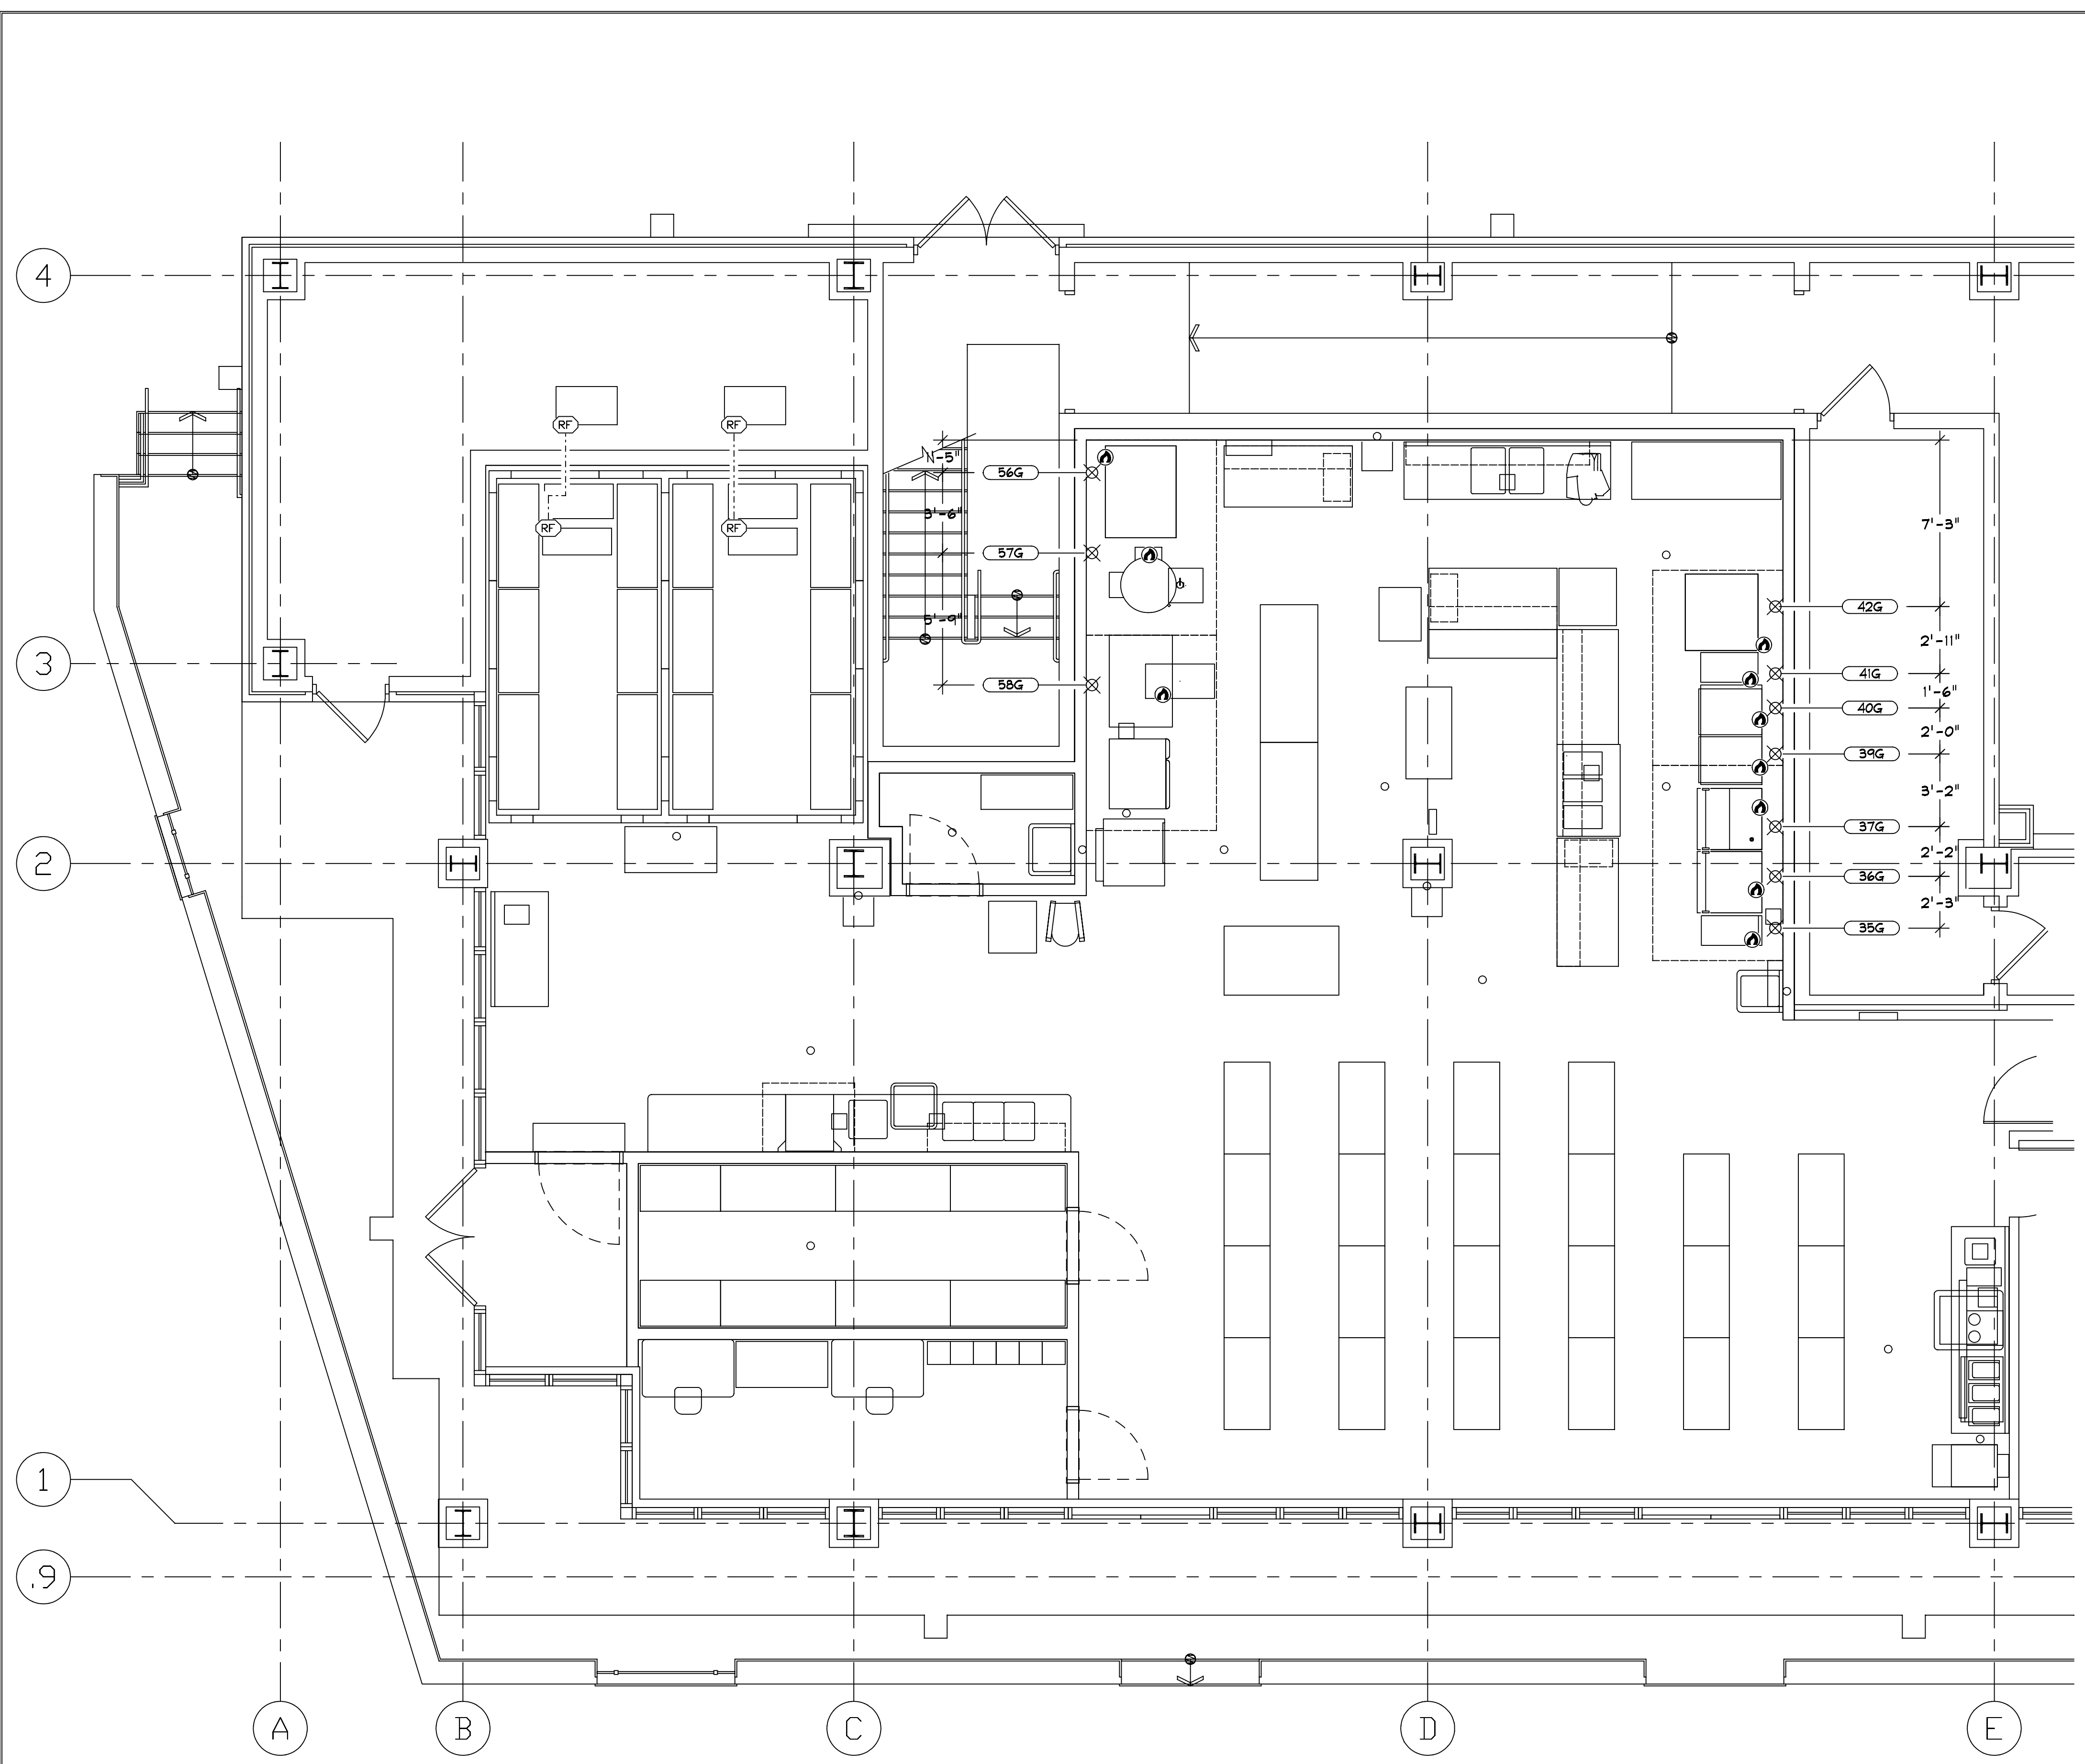 4
RF
RF
56G
3'-6"
RF
RF
7'-3"
57G
42G
5'-9"
2'-11"
3
41G
58G
1'-6"
40G
2'-0"
39G
3'-2"
37G
2
2'-2"
36G
2'-3"
35G
1
.9
A
B
C
D
E